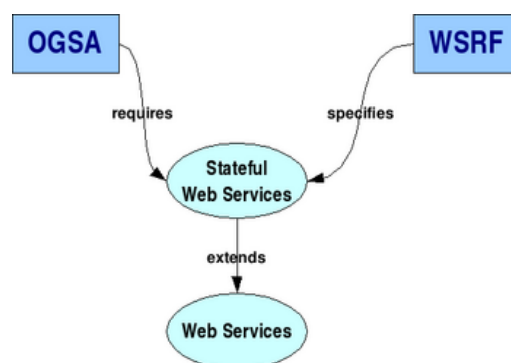 OGSA
WSRF
requires
specifies
Stateful
Web Services
extends
Web Services